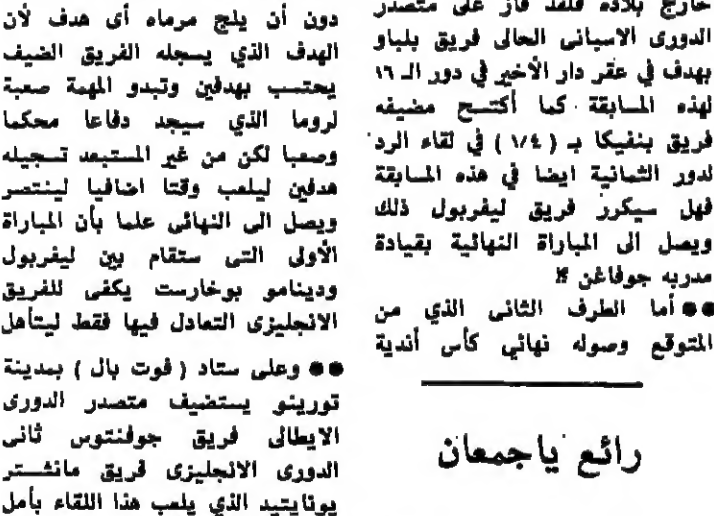 خارج بلاده فلقد فاز على متصدر
الدورى الاسبانى الحالى فريق بلباو
بهدف في عقر دار الأخير في دور الـ ١٦
لهذه المسابقة كما أكتسح مضيفه
فريق بنفيكا بـ ( ١/٤ ) في لقاء الرد
لدور الثمانية ايضا في هذه المسابقة
فهل سيكرر فريق ليفربول ذلك
ويصل الى المباراة النهائية بقيادة
مدربه جوفاغن ؟!
●● أما الطرف الثانى الذي من
المتوقع وصوله نهائي كأس أندية
رائع ياجمعان
دون أن يلج مرماه أى هدف لأن
الهدف الذي يسجله الفريق الضيف
يحتسب بهدفين وتبدو المهمة صعبة
لروما الذي سيجد دفاعا محكما
وصعبا لكن من غير المستبعد تسجيله
هدفين ليلعب وقتا اضافيا لينتصر
ويصل الى النهائى علما بأن المباراة
الأولى التى ستقام بين ليفربول
ودينامو بوخارست يكفى للفريق
الانجليزى التعادل فيها فقط ليتأهل
●● وعلى ستاد ( فوت بال ) بمدينة
تورينو يستضيف متصدر الدورى
الايطالى فريق جوفنتوس ثانى
الدورى الانجليزى فريق مانشستر
يونايتيد الذي يلعب هذا اللقاء بأمل